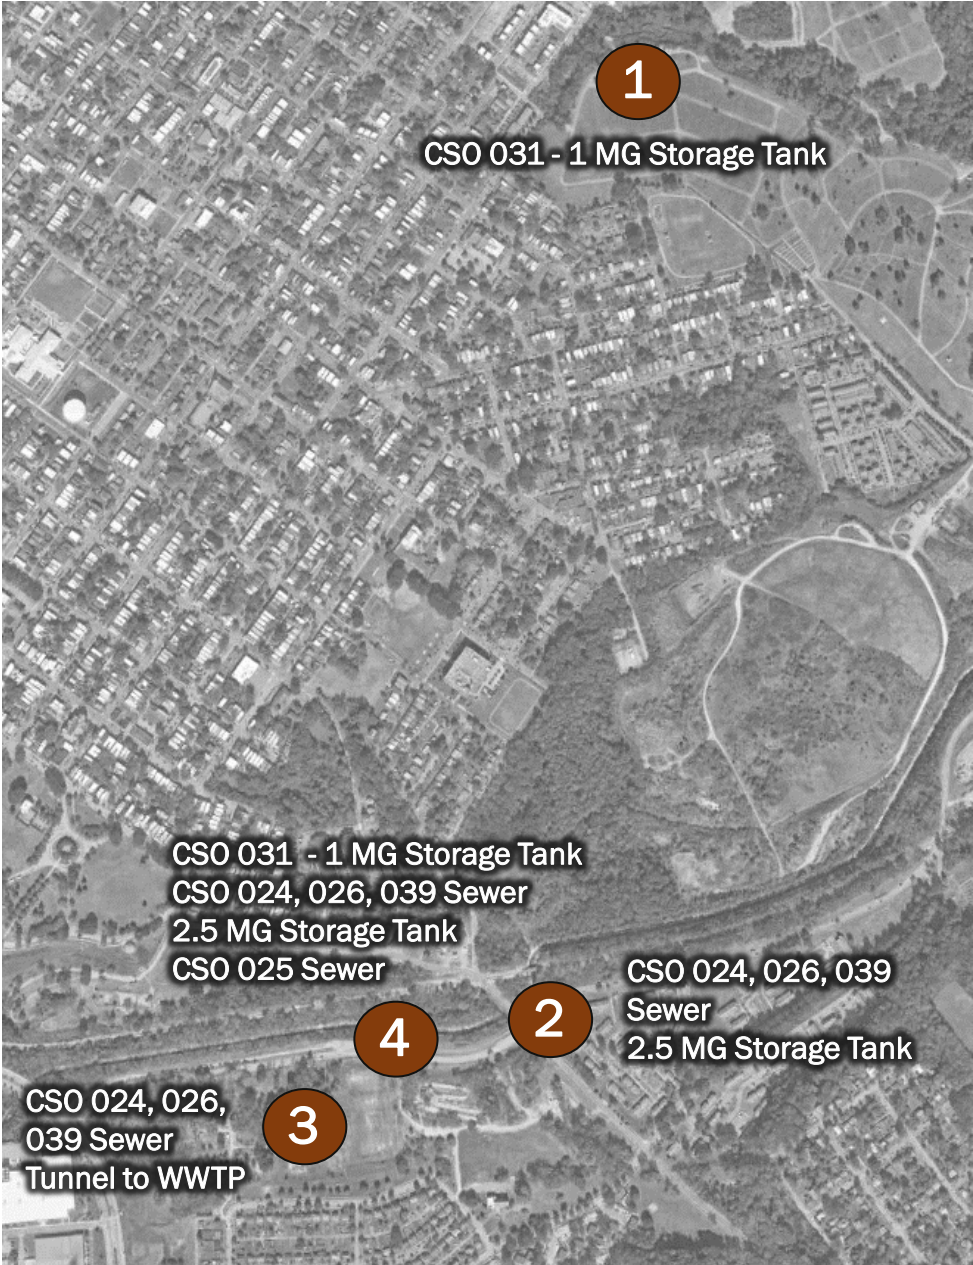 1
CSO 031 - 1 MG Storage Tank
CSO 031 - 1 MG Storage Tank
CSO 024, 026, 039 Sewer
2.5 MG Storage Tank
CSO 025 Sewer
2
CSO 024, 026, 039
Sewer
2.5 MG Storage Tank
4
3
CSO 024, 026,
039 Sewer
Tunnel to WWTP